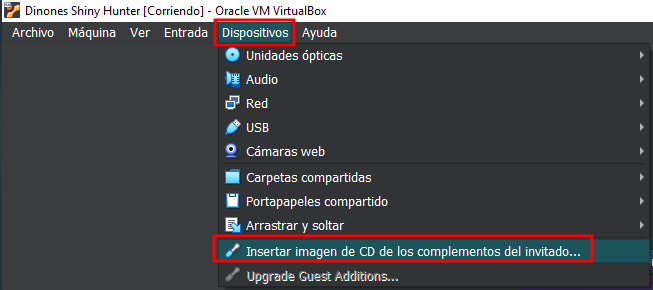 Dinones Shiny Hunter [Corriendo] - Oracle VM VirtualBox
Archivo Máquina Ver Entrada Dispositivos Ayuda
Unidades ópticas
Audio
Red
USB
Cámaras web
Carpetas compartidas
Portapapeles compartido
Arrastrar y soltar
Insertar imagen de CD de los complementos del invitado...
Upgrade Guest Additions...